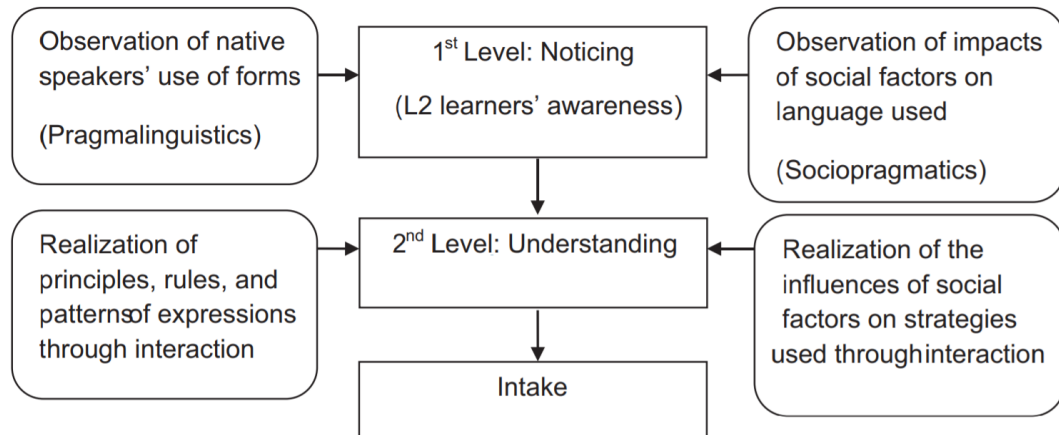 Observation of native
speakers’ use of forms
(Pragmalinguistics)
1st Level: Noticing
(L2 learners’ awareness)
Observation of impacts
of social factors on
language used
(Sociopragmatics)
Realization of
principles, rules, and
patternsof expressions
through interaction
2nd Level: Understanding
Realization of the
influences of social
factors on strategies
used through interaction
Intake